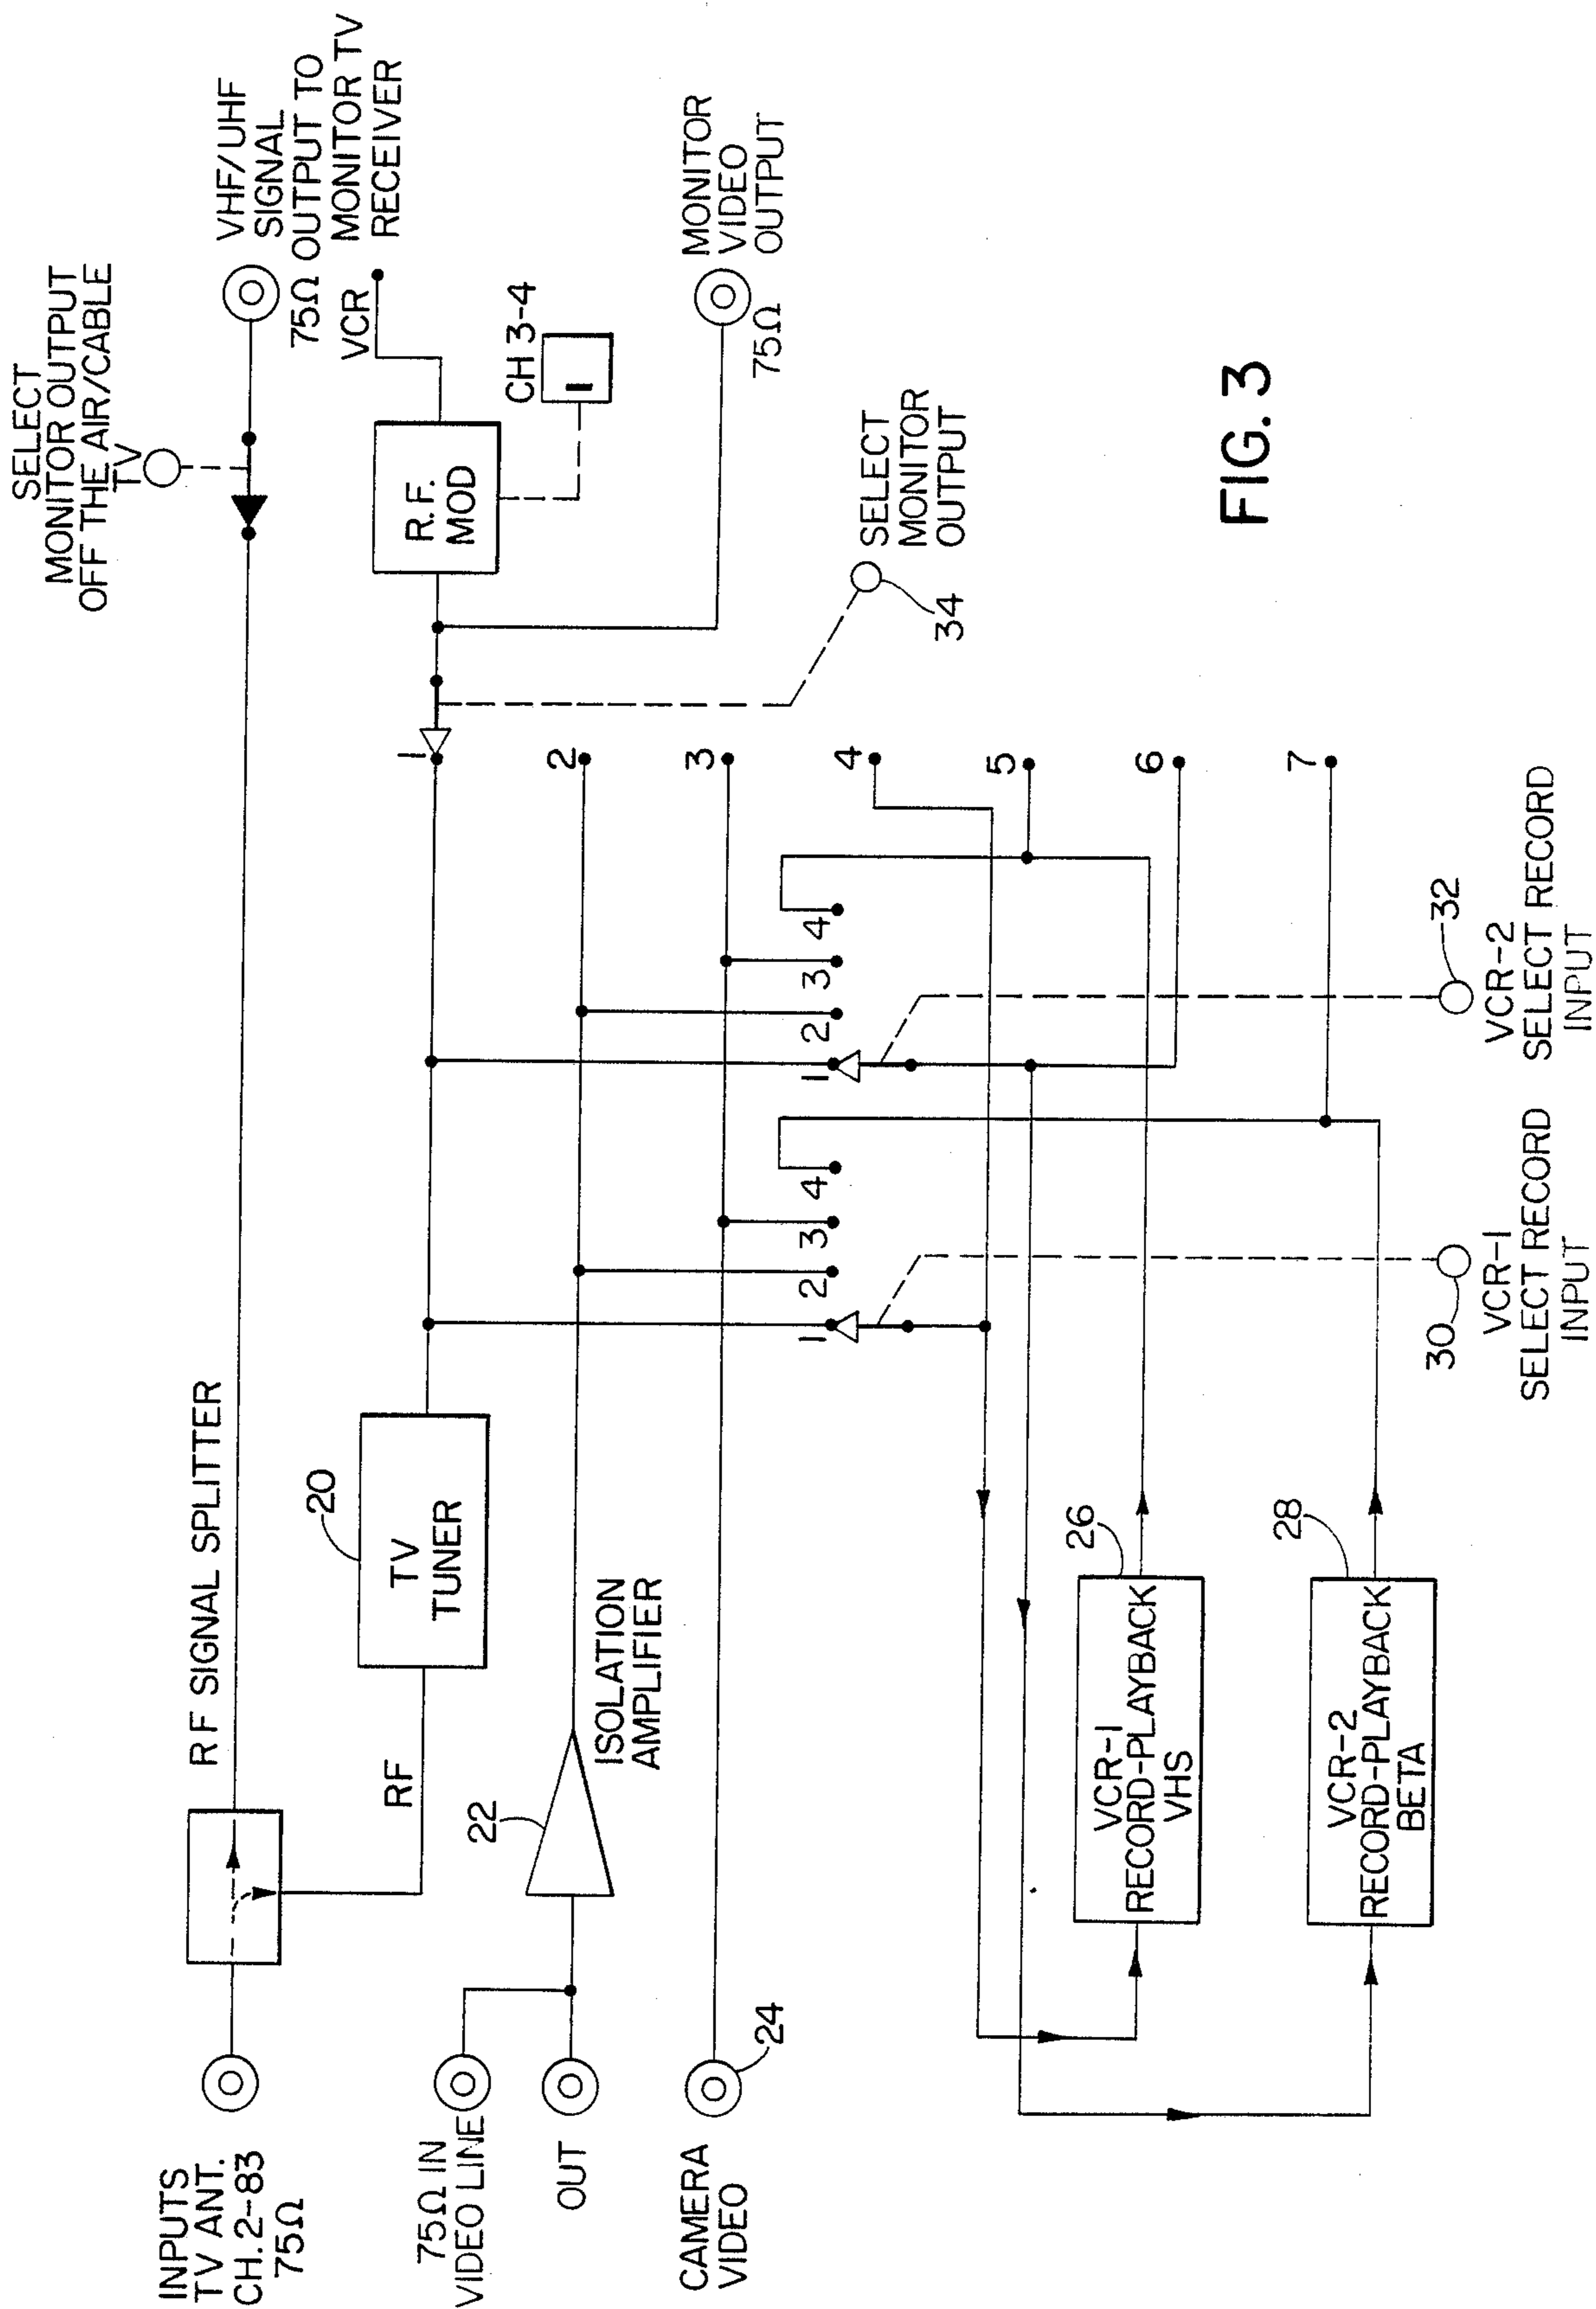 INPUTS
TV ANT.
CH. 2-83
75Ω
RF SIGNAL SPLITTER
SELECT
MONITOR OUTPUT
OFF THE AIR/CABLE
TV
VHF/UHF
SIGNAL
75Ω OUTPUT TO
MONITOR TV
RECEIVER
RF
20
TV
TUNER
1
R.F.
MOD
VCR
CH 3-4
75Ω IN
VIDEO LINE
OUT
22
ISOLATION
AMPLIFIER
2
CAMERA
VIDEO
24
3
MONITOR
VIDEO
OUTPUT
75Ω
1
2
3
4
1
2
3
4
4
5
6
7
34
SELECT
MONITOR
OUTPUT
26
VCR-1
RECORD-PLAYBACK
VHS
28
VCR-2
RECORD-PLAYBACK
BETA
30
VCR-1
SELECT RECORD
INPUT
32
VCR-2
SELECT RECORD
INPUT
FIG. 3